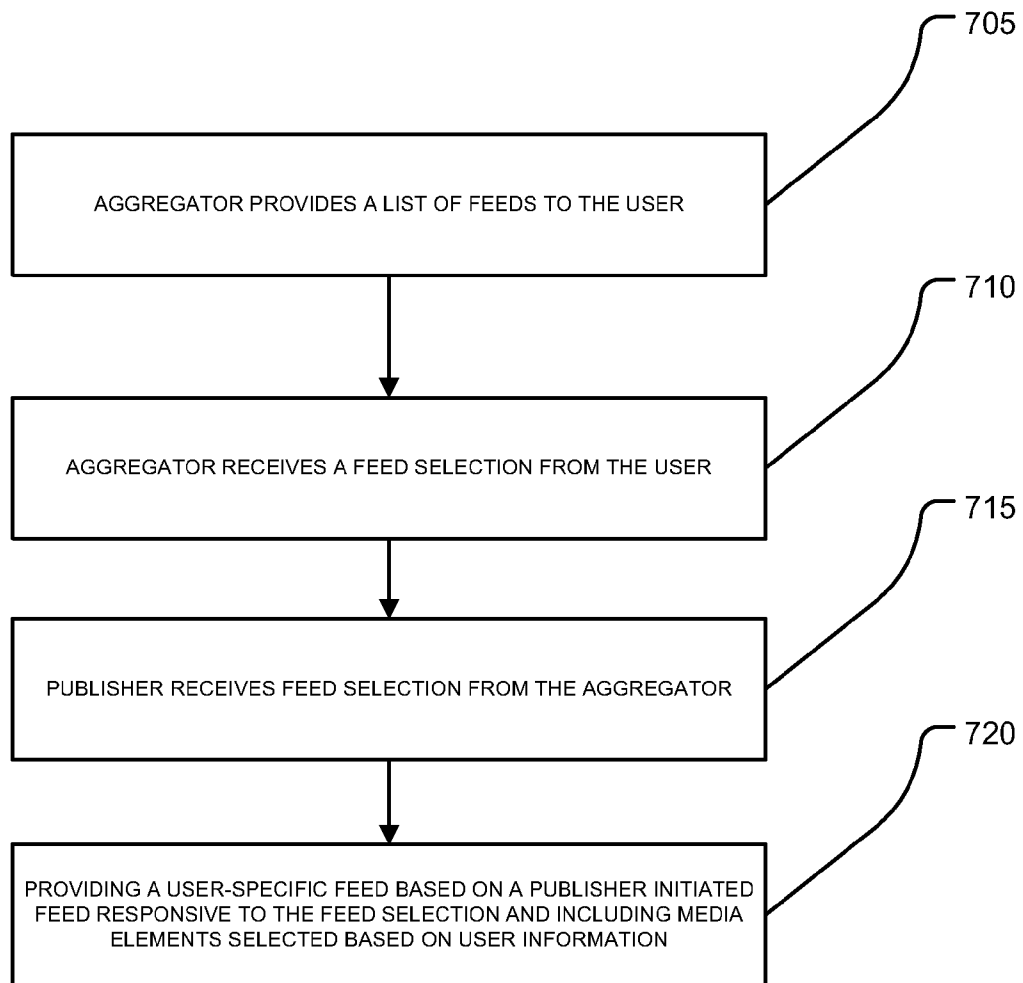 705
AGGREGATOR PROVIDES A LIST OF FEEDS TO THE USER
710
AGGREGATOR RECEIVES A FEED SELECTION FROM THE USER
715
PUBLISHER RECEIVES FEED SELECTION FROM THE AGGREGATOR
720
PROVIDING A USER-SPECIFIC FEED BASED ON A PUBLISHER INITIATED
FEED RESPONSIVE TO THE FEED SELECTION AND INCLUDING MEDIA
ELEMENTS SELECTED BASED ON USER INFORMATION